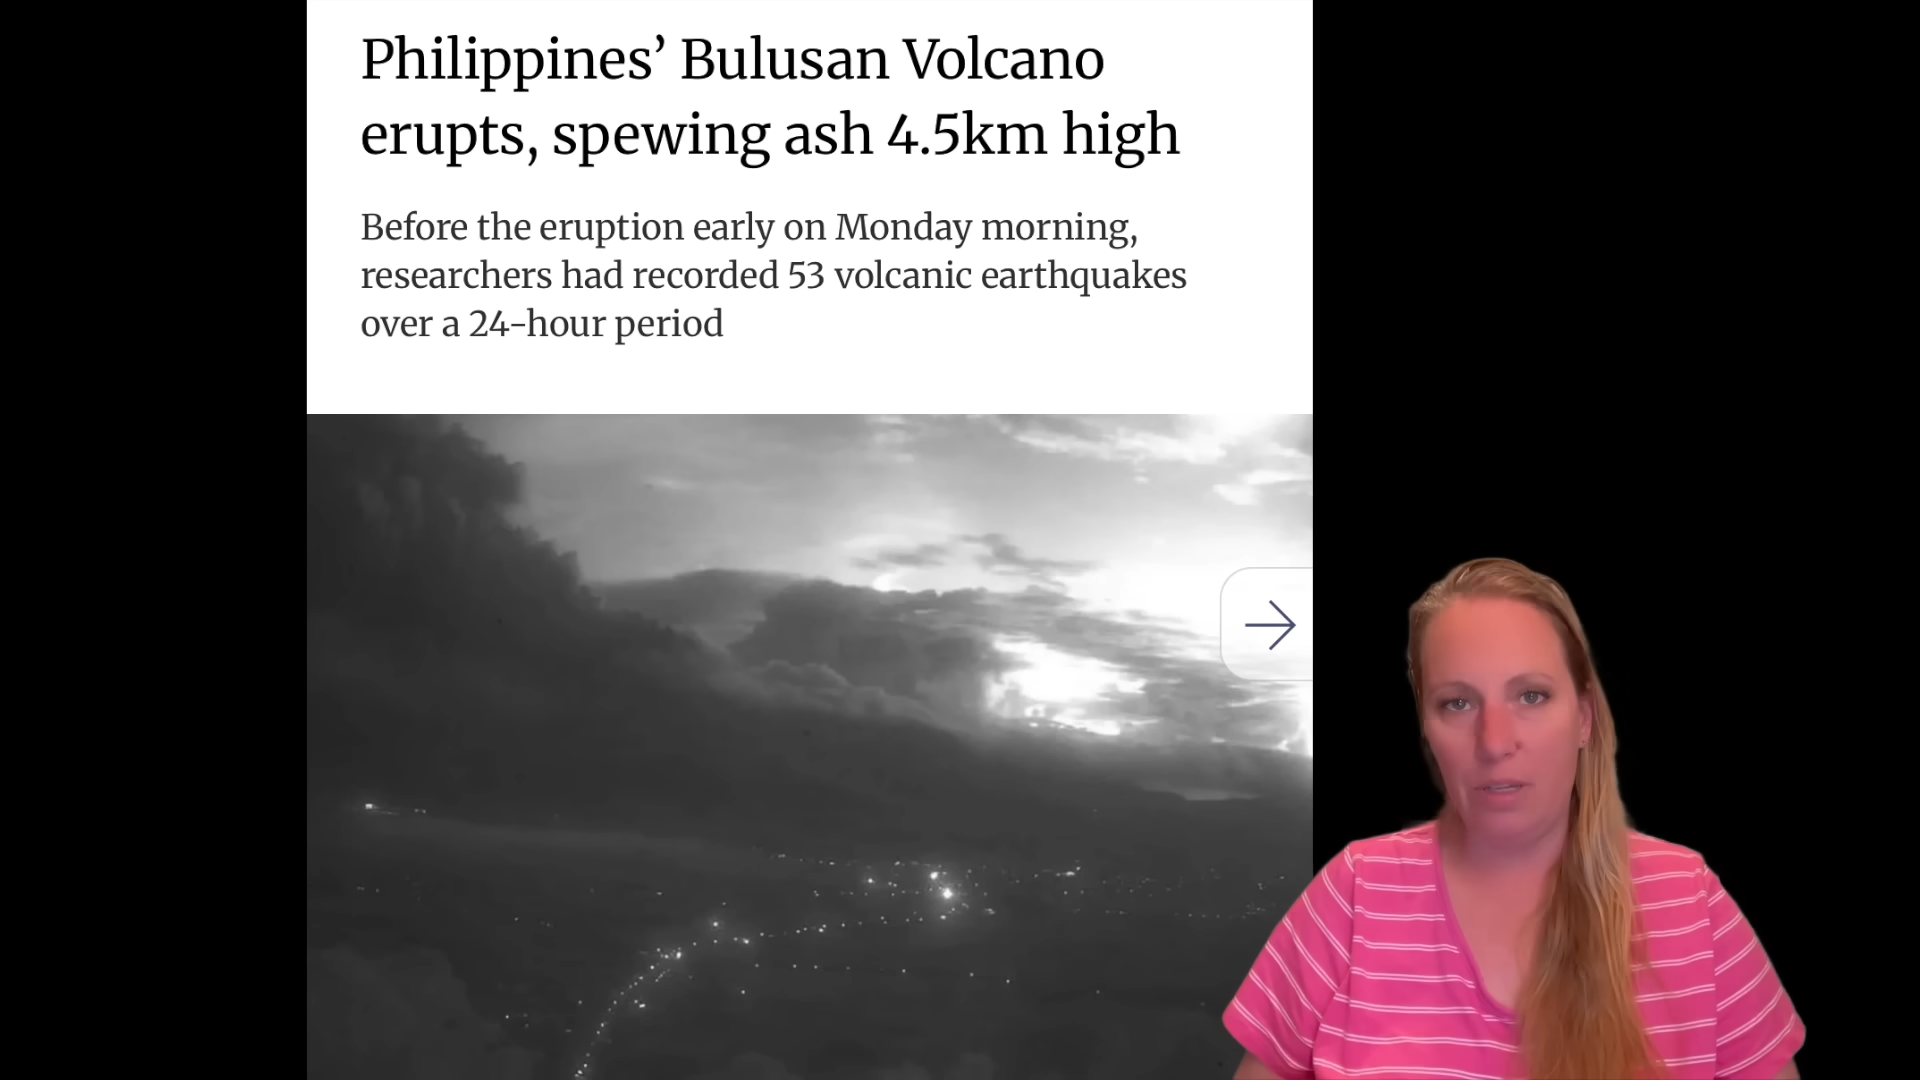 Philippines’ Bulusan Volcano
erupts, spewing ash 4.5km high
Before the eruption early on Monday morning,
researchers had recorded 53 volcanic earthquakes
over a 24-hour period